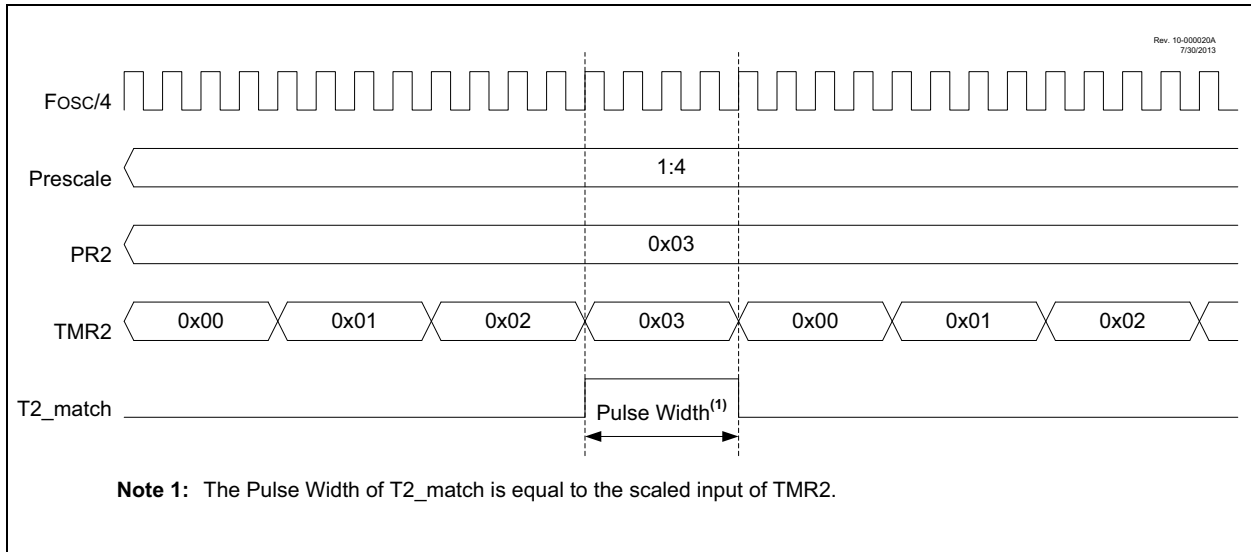 Rev. 10-000020A
7/30/2013
FOSC/4
Prescale
1:4
PR2
0x03
TMR2
0x00 0x01 0x02 0x03 0x00 0x01 0x02
T2_match
Pulse Width(1)
Note 1: The Pulse Width of T2_match is equal to the scaled input of TMR2.